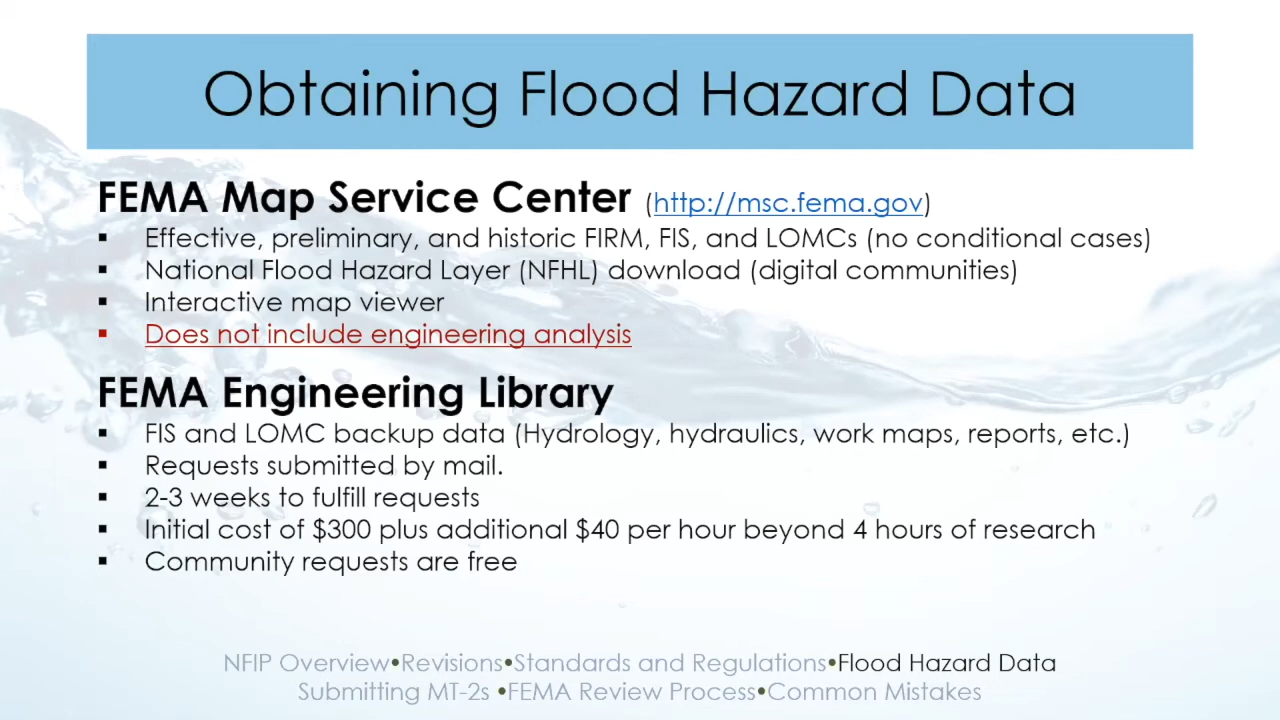 Obtaining Flood Hazard Data
FEMA Map Service Center (http://msc.fema.gov)
▪ Effective, preliminary, and historic FIRM, FIS, and LOMCs (no conditional cases)
▪ National Flood Hazard Layer (NFHL) download (digital communities)
▪ Interactive map viewer
▪ Does not include engineering analysis
FEMA Engineering Library
▪ FIS and LOMC backup data (Hydrology, hydraulics, work maps, reports, etc.)
▪ Requests submitted by mail.
▪ 2-3 weeks to fulfill requests
▪ Initial cost of $300 plus additional $40 per hour beyond 4 hours of research
▪ Community requests are free
NFIP Overview•Revisions•Standards and Regulations•Flood Hazard Data
Submitting MT-2s •FEMA Review Process•Common Mistakes